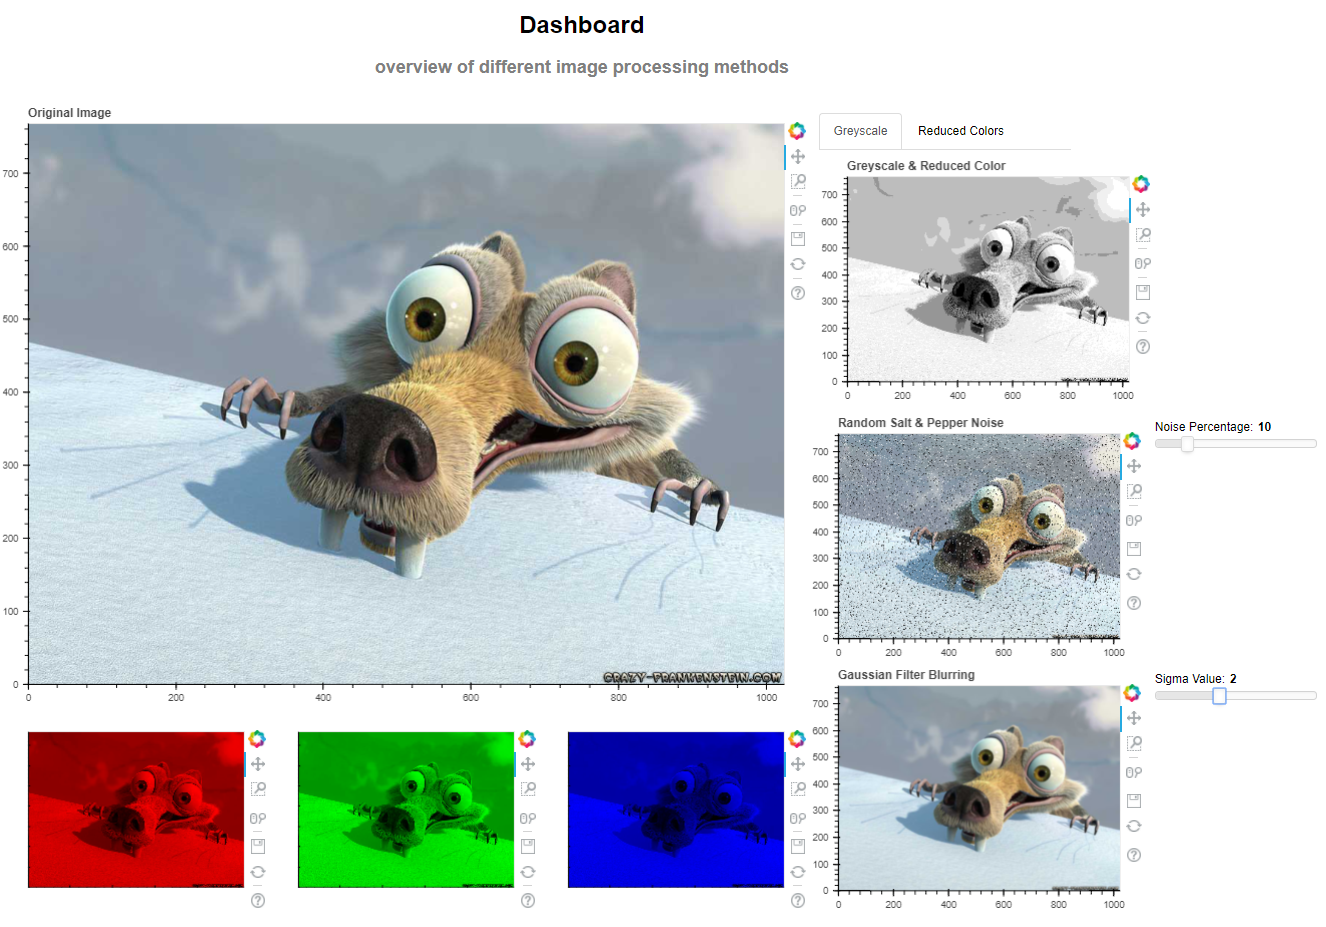 Dashboard
overview of different image processing methods
Original Image
700
600
500
400
300
200
100
0
0 200 400 600 800 1000
CRAZY-FRANKENSTEIN.COM
Greyscale Reduced Colors
Greyscale & Reduced Color
700
600
500
400
300
200
100
0
0 200 400 600 800 1000
Random Salt & Pepper Noise
700
600
500
400
300
200
100
0
0 200 400 600 800 1000
Noise Percentage: 10
Gaussian Filter Blurring
700
600
500
400
300
200
100
0
0 200 400 600 800 1000
Sigma Value: 2